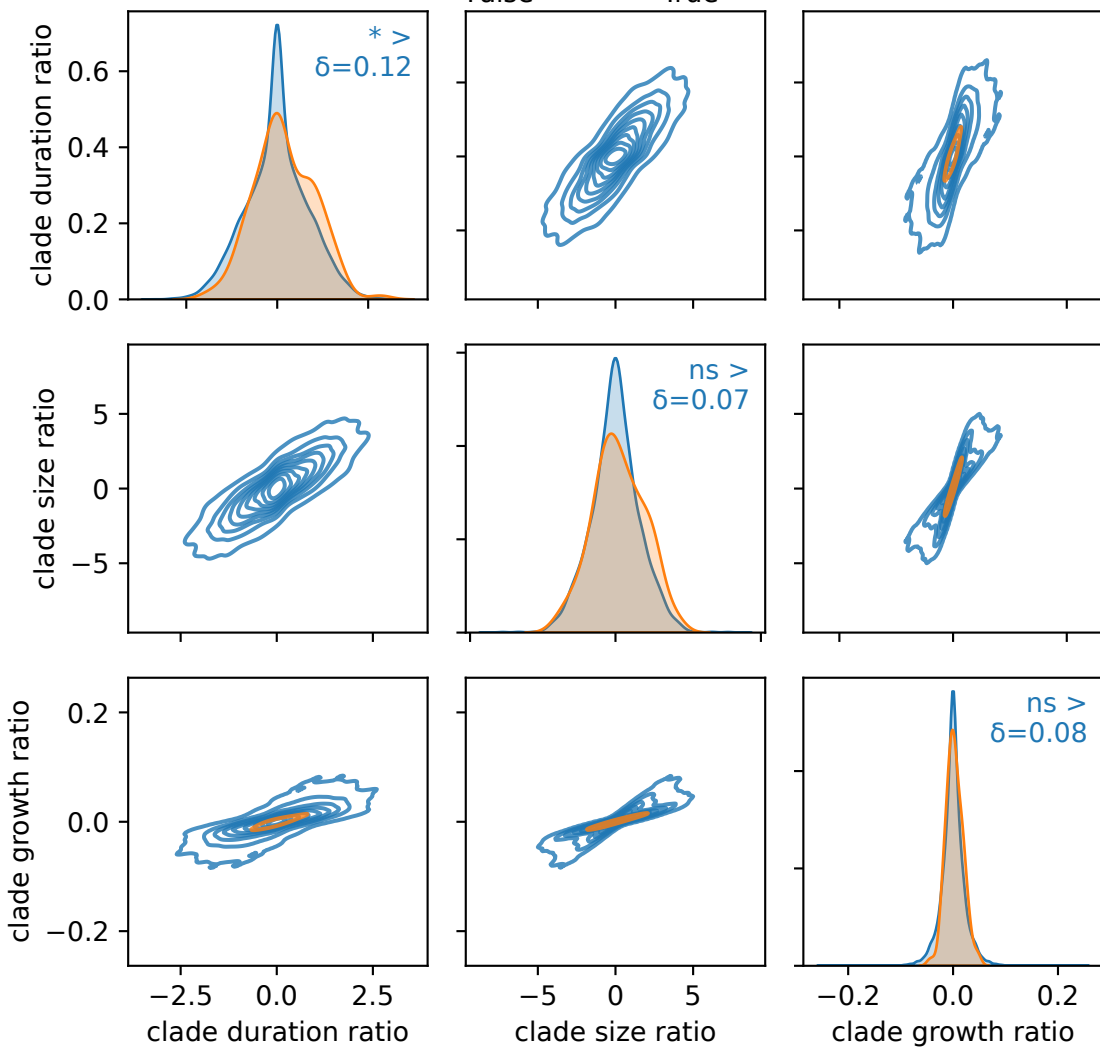 clade duration ratio
0.6
0.4
0.2
0.0
* >
δ=0.12
clade size ratio
5
0
−5
ns >
δ=0.07
clade growth ratio
0.2
0.0
−0.2
ns >
δ=0.08
−2.5 0.0 2.5
−5 0 5
−0.2 0.0 0.2
clade duration ratio
clade size ratio
clade growth ratio